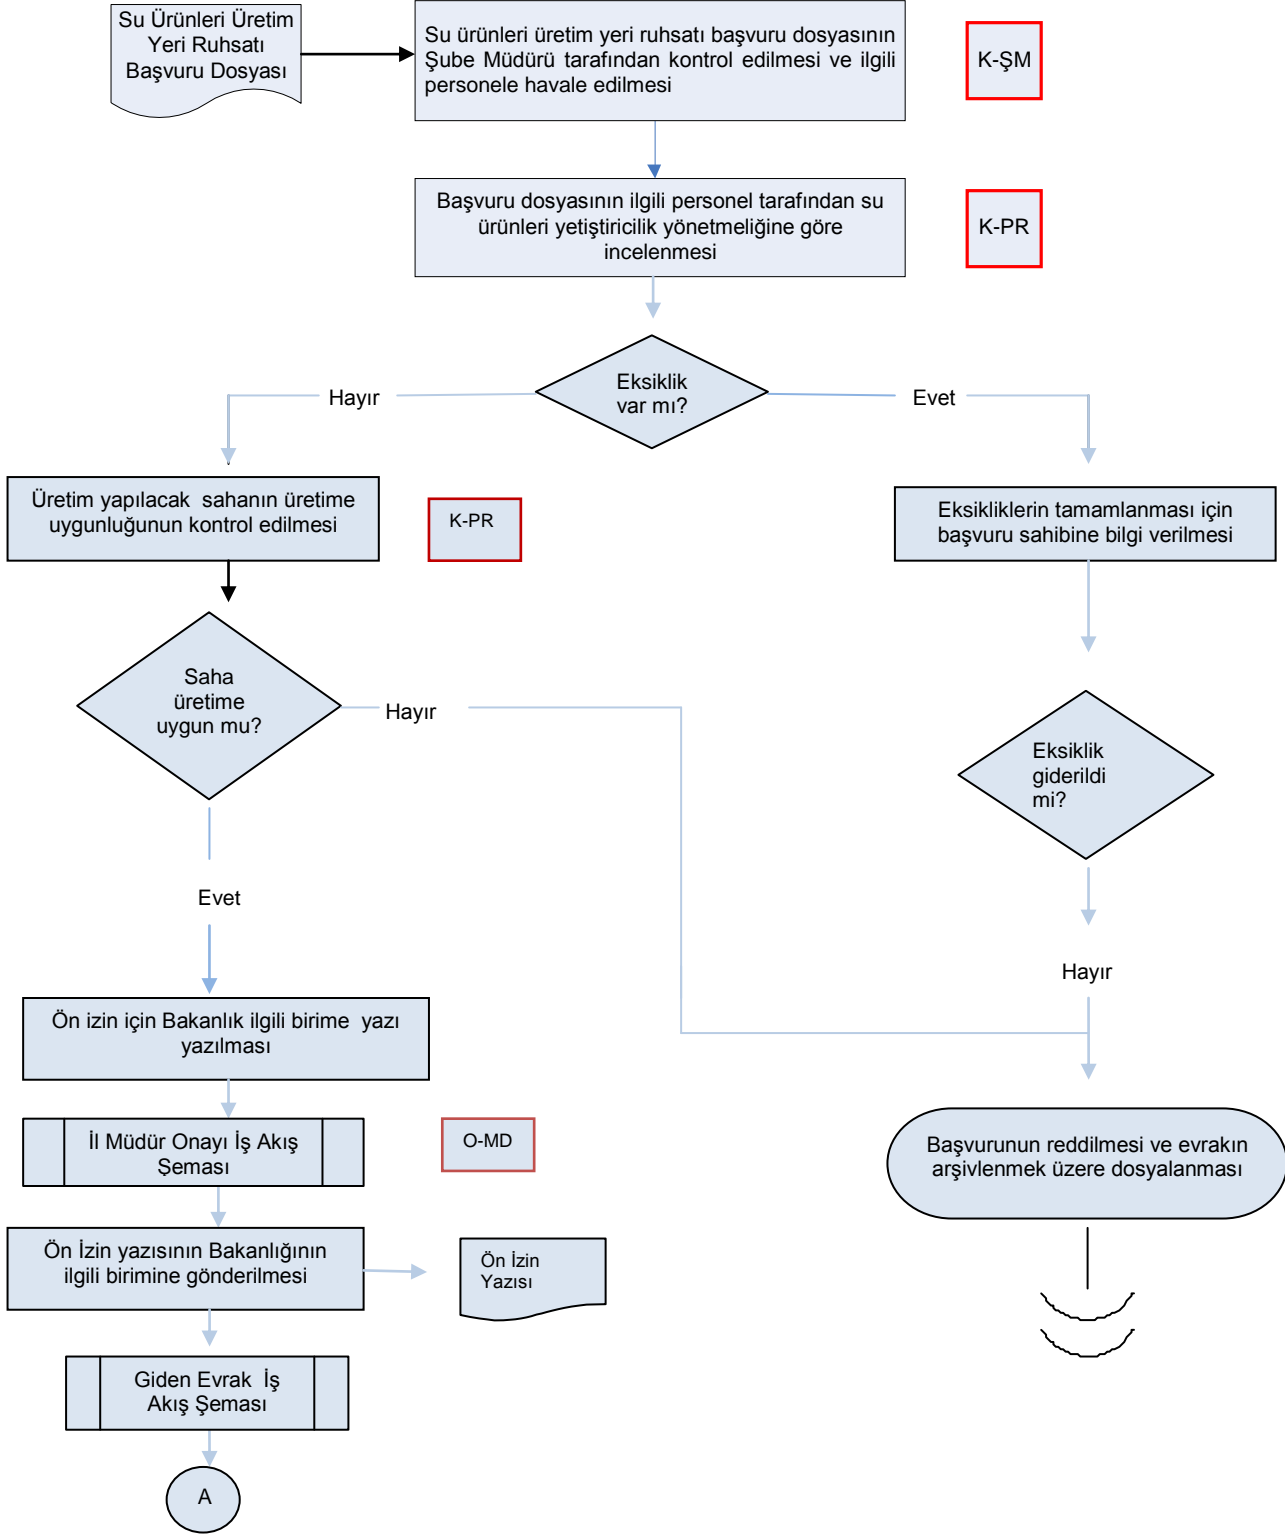 Su Ürünleri Üretim
Yeri Ruhsatı
Başvuru Dosyası
Su ürünleri üretim yeri ruhsatı başvuru dosyasının
Şube Müdürü tarafından kontrol edilmesi ve ilgili
personele havale edilmesi
K-ŞM
Başvuru dosyasının ilgili personel tarafından su
ürünleri yetiştiricilik yönetmeliğine göre
incelenmesi
K-PR
Eksiklik
var mı?
Hayır
Evet
Üretim yapılacak sahanın üretime
uygunluğunun kontrol edilmesi
K-PR
Eksikliklerin tamamlanması için
başvuru sahibine bilgi verilmesi
Saha
üretime
uygun mu?
Hayır
Eksiklik
giderildi
mi?
Evet
Hayır
Ön izin için Bakanlık ilgili birime yazı
yazılması
İl Müdür Onayı İş Akış
Şeması
O-MD
Başvurunun reddilmesi ve evrakın
arşivlenmek üzere dosyalanması
Ön İzin yazısının Bakanlığının
ilgili birimine gönderilmesi
Ön İzin
Yazısı
Giden Evrak İş
Akış Şeması
A